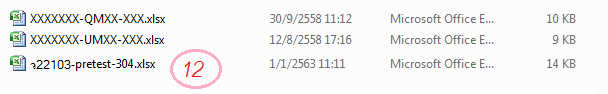 XXXXXXX-QMXX-XXX.xlsx 30/9/2558 11:12 Microsoft Office E... 10 KB
XXXXXXX-UMXX-XXX.xlsx 12/8/2558 17:16 Microsoft Office E... 9 KB
ว22103-pretest-304.xlsx 12 1/1/2563 11:11 Microsoft Office E... 14 KB